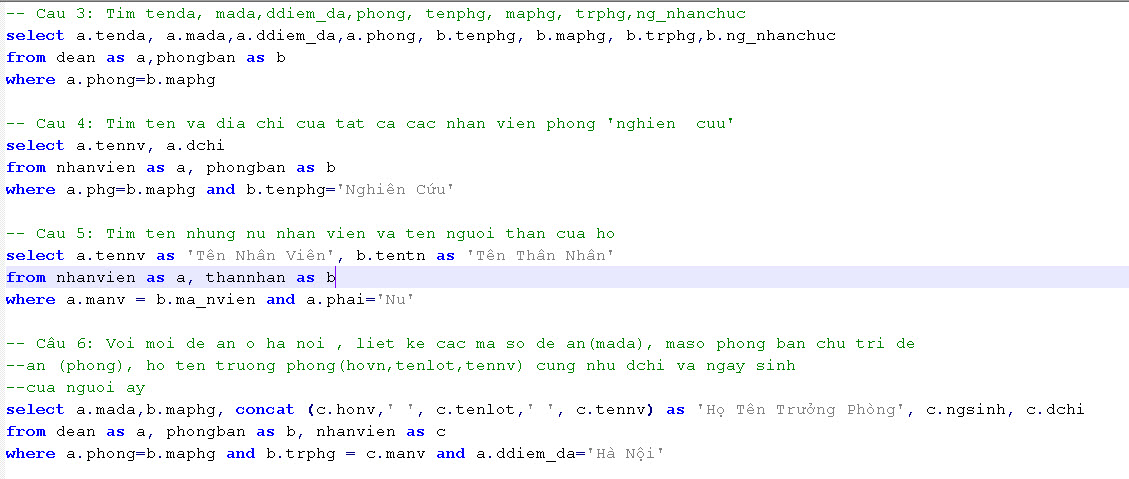 -- Cau 3: Tim tenda, mada,ddiem_da,phong, tenphg, maphg, trphg,ng_nhanchuc
select a.tenda, a.mada,a.ddiem_da,a.phong, b.tenphg, b.maphg, b.trphg,b.ng_nhanchuc
from dean as a,phongban as b
where a.phong=b.maphg
-- Cau 4: Tim ten va dia chi cua tat ca cac nhan vien phong 'nghien  cuu'
select a.tennv, a.dchi
from nhanvien as a, phongban as b
where a.phg=b.maphg and b.tenphg='Nghiên Cứu'
-- Cau 5: Tim ten nhung nu nhan vien va ten nguoi than cua ho
select a.tennv as 'Tên Nhân Viên', b.tentn as 'Tên Thân Nhân'
from nhanvien as a, thannhan as b
where a.manv = b.ma_nvien and a.phai='Nu'
-- Câu 6: Voi moi de an o ha noi , liet ke cac ma so de an(mada), maso phong ban chu tri de
--an (phong), ho ten truong phong(hovn,tenlot,tennv) cung nhu dchi va ngay sinh
--cua nguoi ay
select a.mada,b.maphg, concat (c.honv,' ', c.tenlot,' ', c.tennv) as 'Họ Tên Trưởng Phòng', c.ngsinh, c.dchi
from dean as a, phongban as b, nhanvien as c
where a.phong=b.maphg and b.trphg = c.manv and a.ddiem_da='Hà Nội'